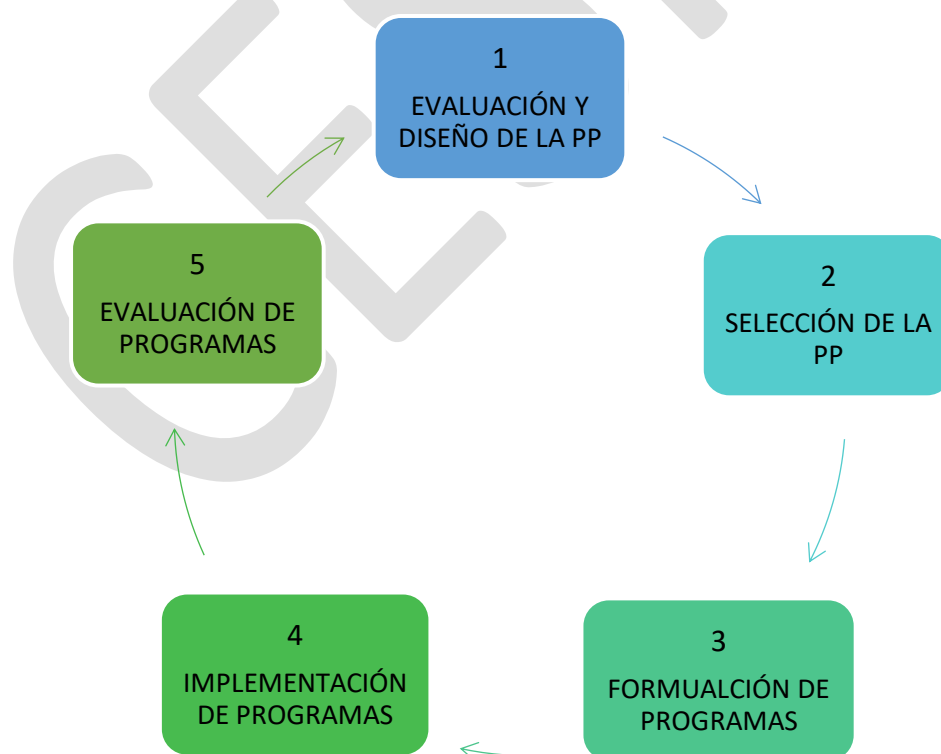 1
EVALUACIÓN Y
DISEÑO DE LA PP
2
SELECCIÓN DE LA
PP
3
FORMUALCIÓN DE
PROGRAMAS
4
IMPLEMENTACIÓN
DE PROGRAMAS
5
EVALUACIÓN DE
PROGRAMAS